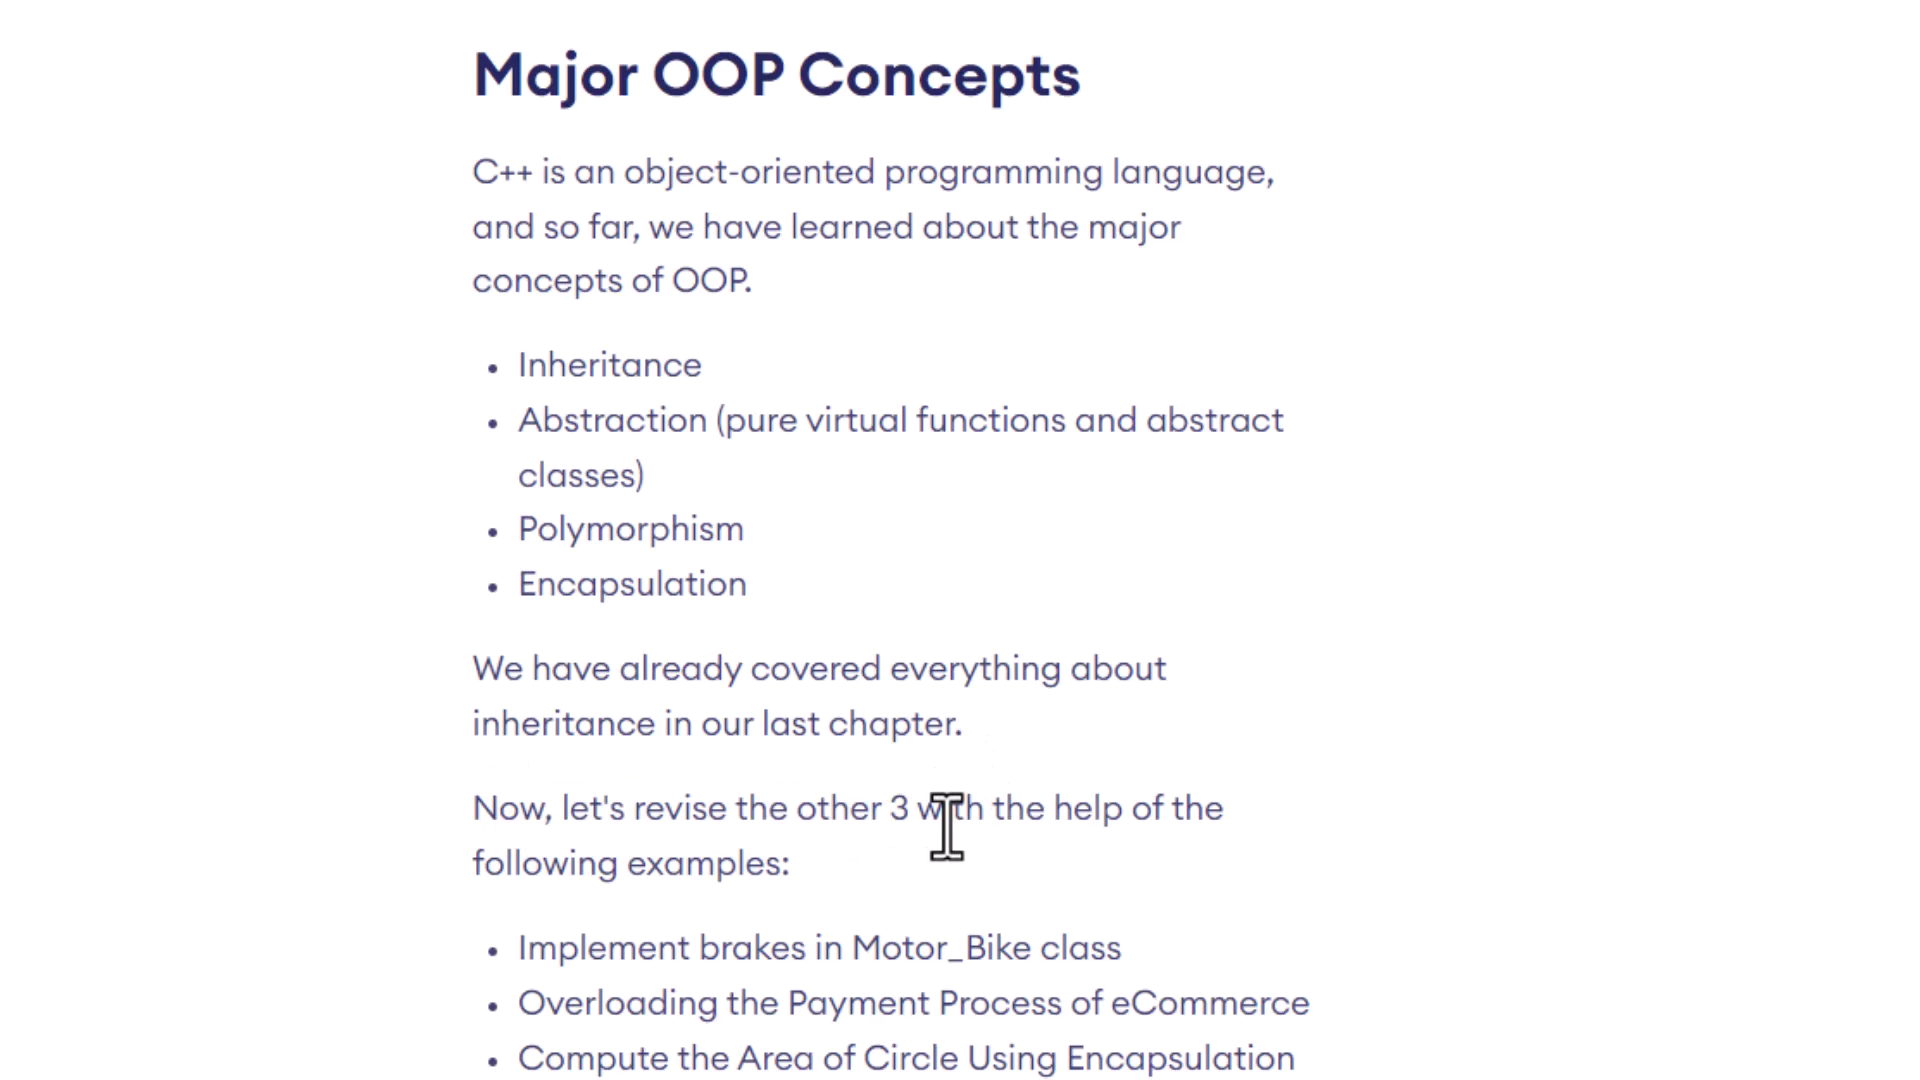 Major OOP Concepts
C++ is an object-oriented programming language,
and so far, we have learned about the major
concepts of OOP.
• Inheritance
• Abstraction (pure virtual functions and abstract
classes)
• Polymorphism
• Encapsulation
We have already covered everything about
inheritance in our last chapter.
Now, let's revise the other 3 with the help of the
following examples:
• Implement brakes in Motor_Bike class
• Overloading the Payment Process of eCommerce
• Compute the Area of Circle Using Encapsulation